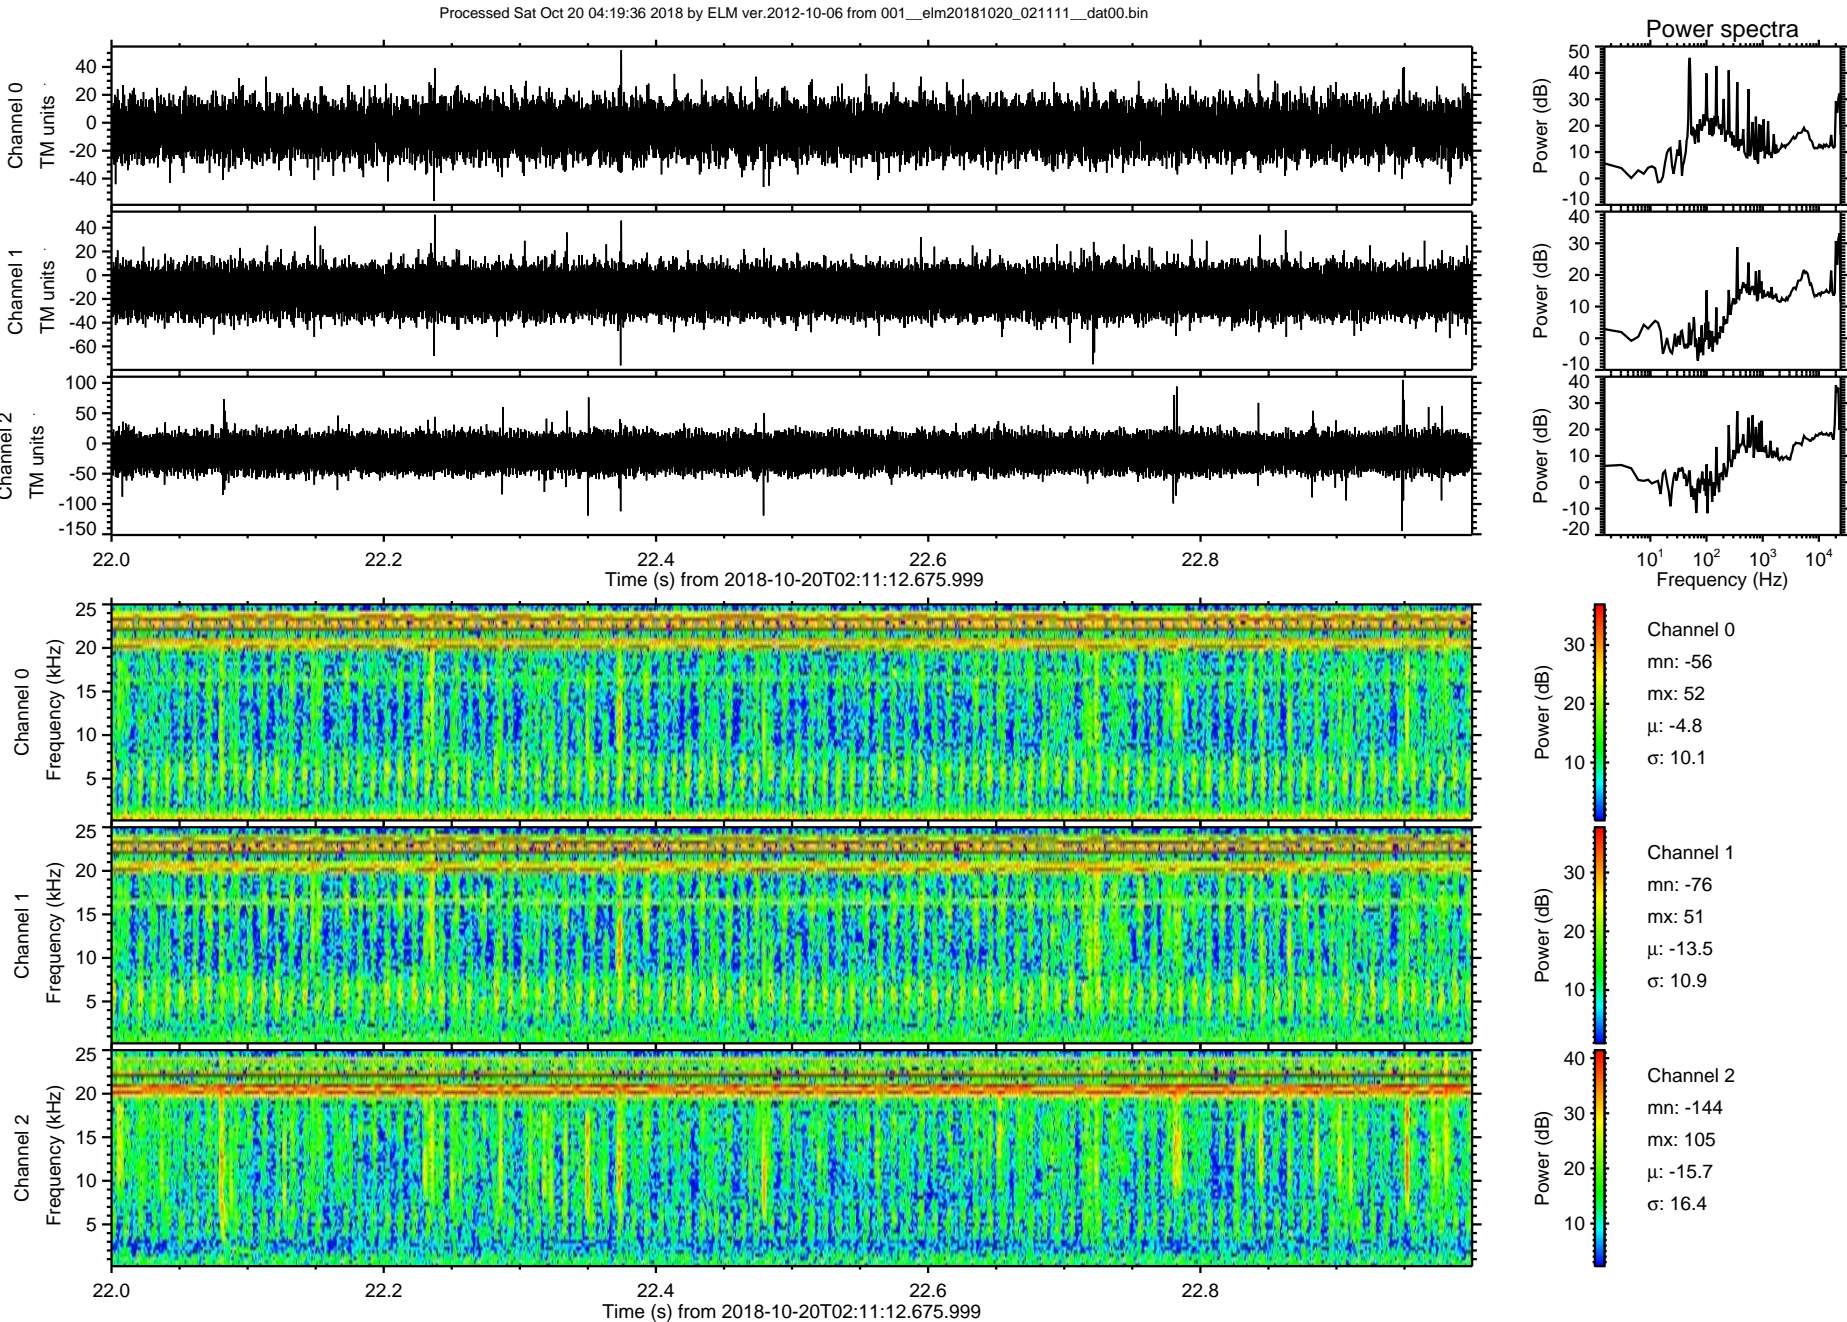 Processed Sat Oct 20 04:19:36 2018 by ELM ver.2012-10-06 from 001__elm20181020_021111__dat00.bin
Power spectra
Channel 0
TM units
40
20
0
-20
-40
Power (dB)
50
40
30
20
10
0
-10
Channel 1
TM units
40
20
0
-20
-40
-60
Power (dB)
40
30
20
10
0
-10
Channel 2
TM units
100
50
0
-50
-100
-150
Power (dB)
40
30
20
10
0
-10
-20
22.0 22.2 22.4 22.6 22.8
Time (s) from 2018-10-20T02:11:12.675.999
10^1 10^2 10^3 10^4
Frequency (Hz)
Channel 0
Frequency (kHz)
25
20
15
10
5
Power (dB)
30
20
10
Channel 0
mn: -56
mx: 52
μ: -4.8
σ: 10.1
Channel 1
Frequency (kHz)
25
20
15
10
5
Power (dB)
30
20
10
Channel 1
mn: -76
mx: 51
μ: -13.5
σ: 10.9
Channel 2
Frequency (kHz)
25
20
15
10
5
Power (dB)
40
30
20
10
Channel 2
mn: -144
mx: 105
μ: -15.7
σ: 16.4
22.0 22.2 22.4 22.6 22.8
Time (s) from 2018-10-20T02:11:12.675.999